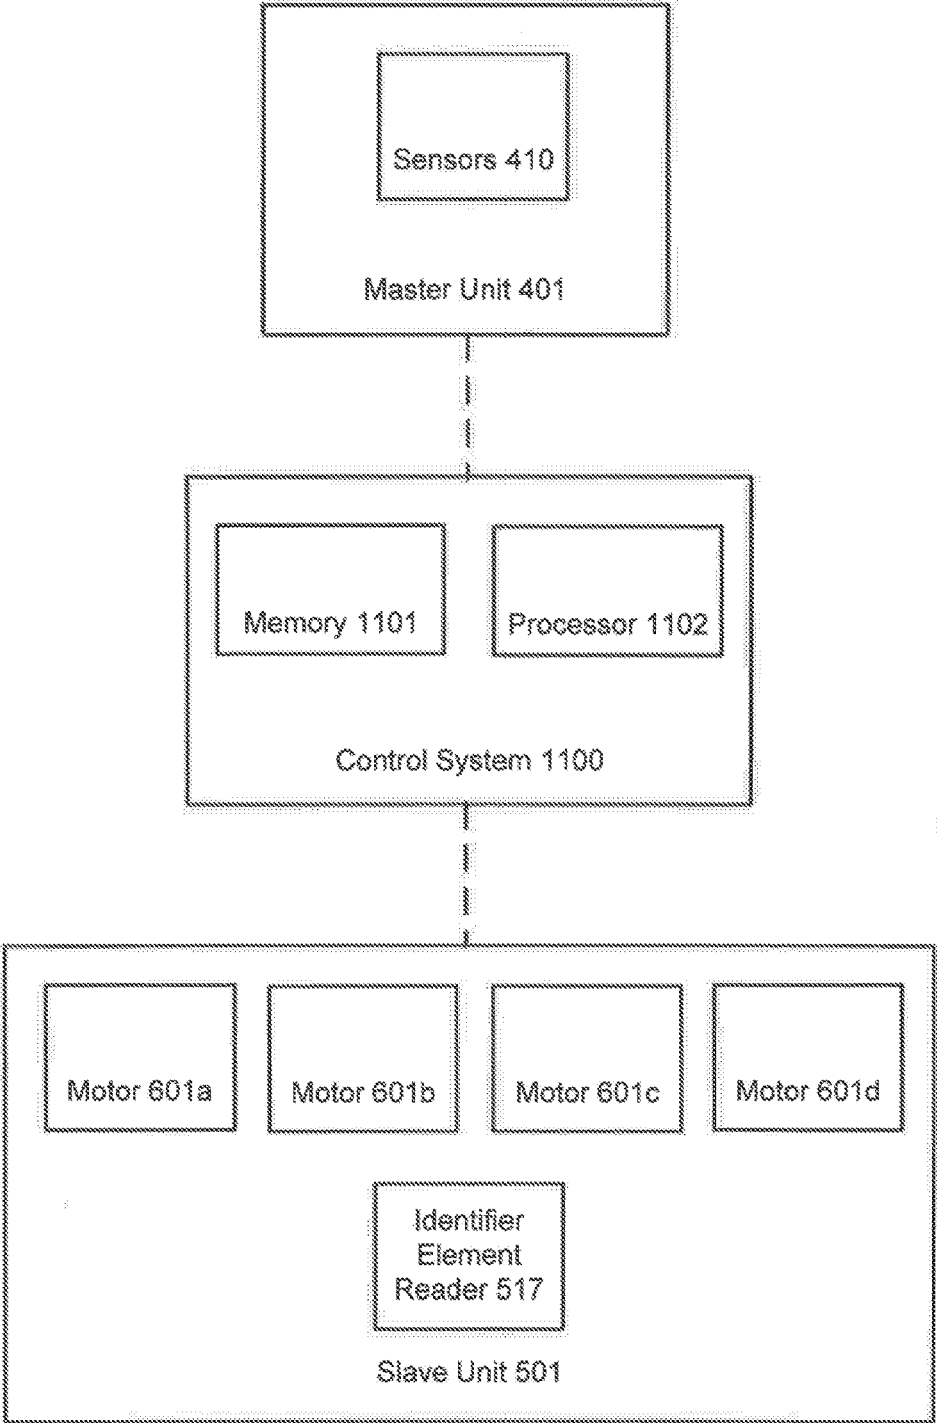 Sensors 410
Master Unit 401
Memory 1101
Processor 1102
Control System 1100
Motor 601a
Motor 601b
Motor 601c
Motor 601d
Identifier
Element
Reader 517
Slave Unit 501